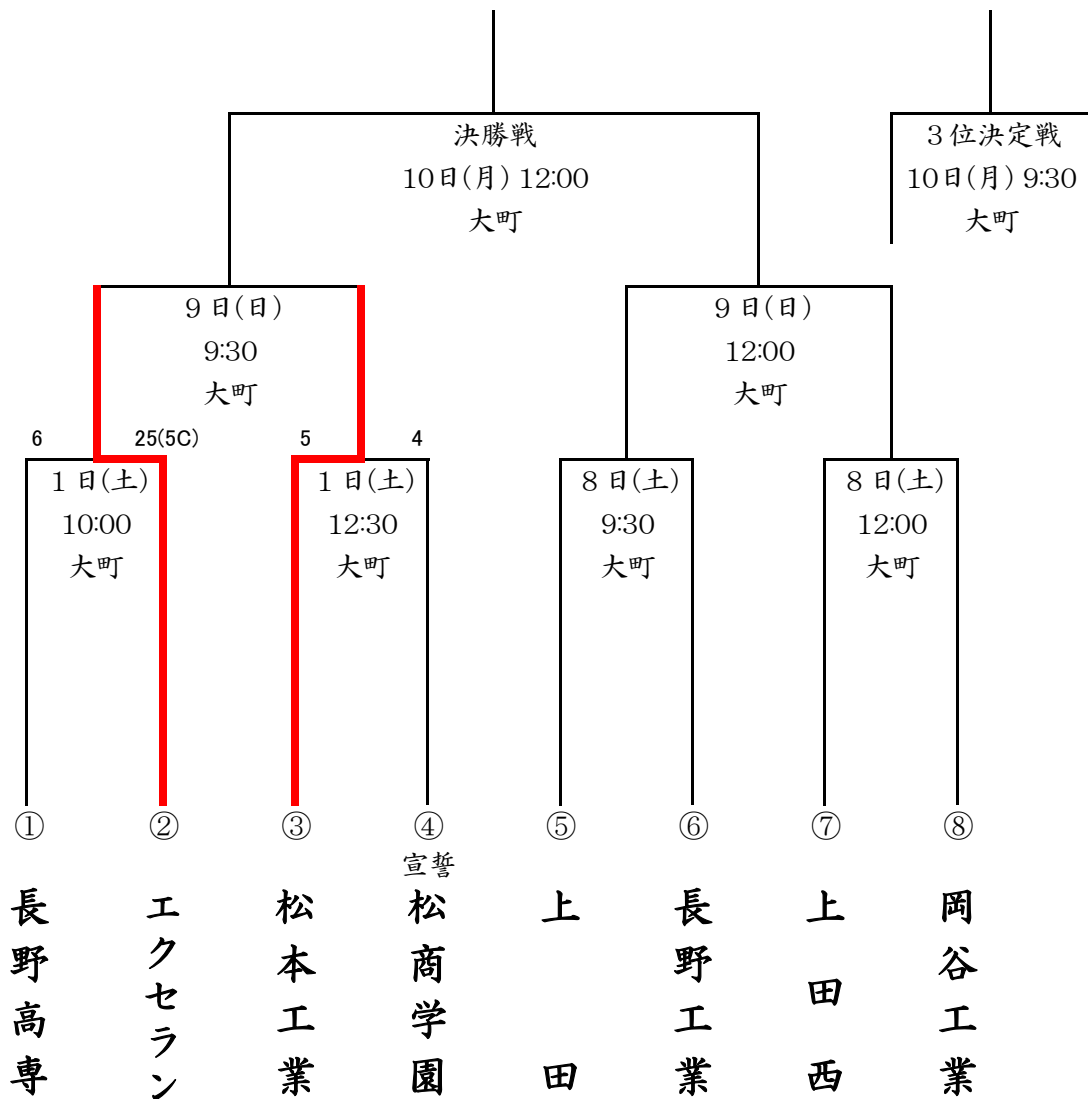 決勝戦
10日(月) 12:00
大町
3位決定戦
10日(月) 9:30
大町
9日(日)
9:30
大町
9日(日)
12:00
大町
6
25(5C)
5
4
1日(土)
10:00
大町
1日(土)
12:30
大町
8日(土)
9:30
大町
8日(土)
12:00
大町
①
長野高専
②
エクセラン
③
松本工業
④
宣誓
松商学園
⑤
上田
⑥
長野工業
⑦
上田西
⑧
岡谷工業